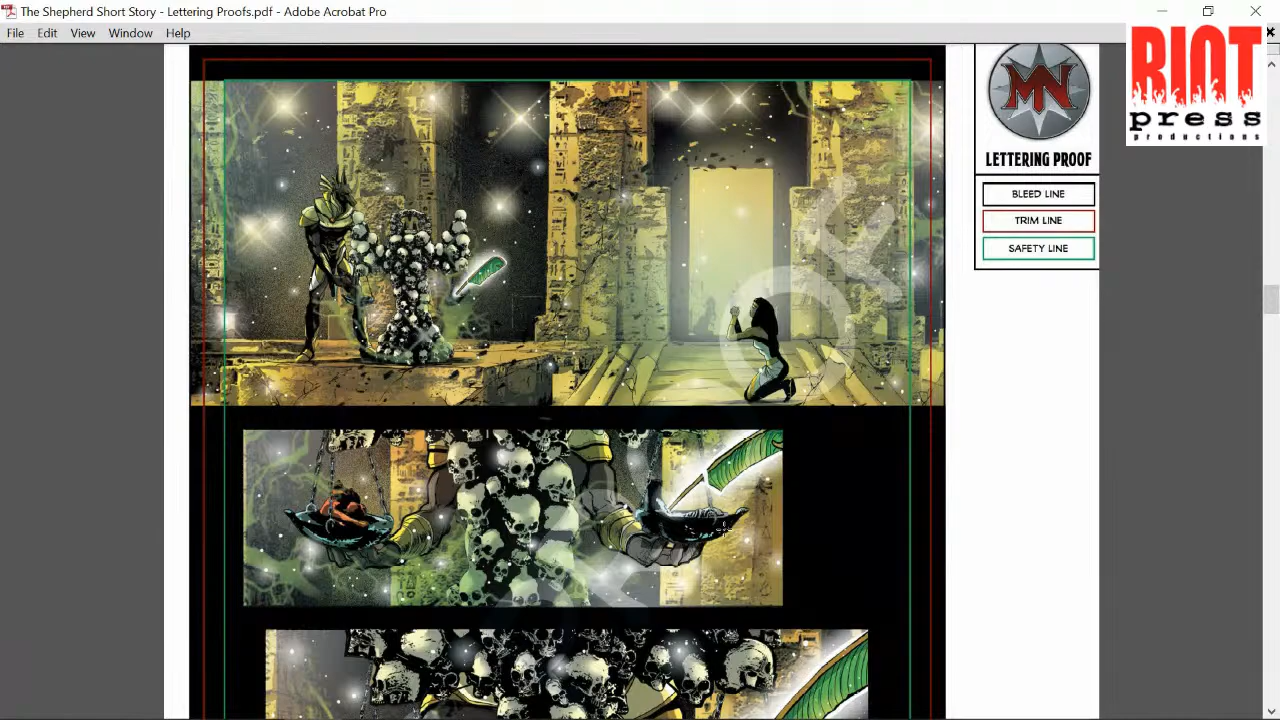 The Shepherd Short Story - Lettering Proofs.pdf - Adobe Acrobat Pro
File Edit View Window Help
RIOT
press
productions
MN
LETTERING PROOF
BLEED LINE
TRIM LINE
SAFETY LINE